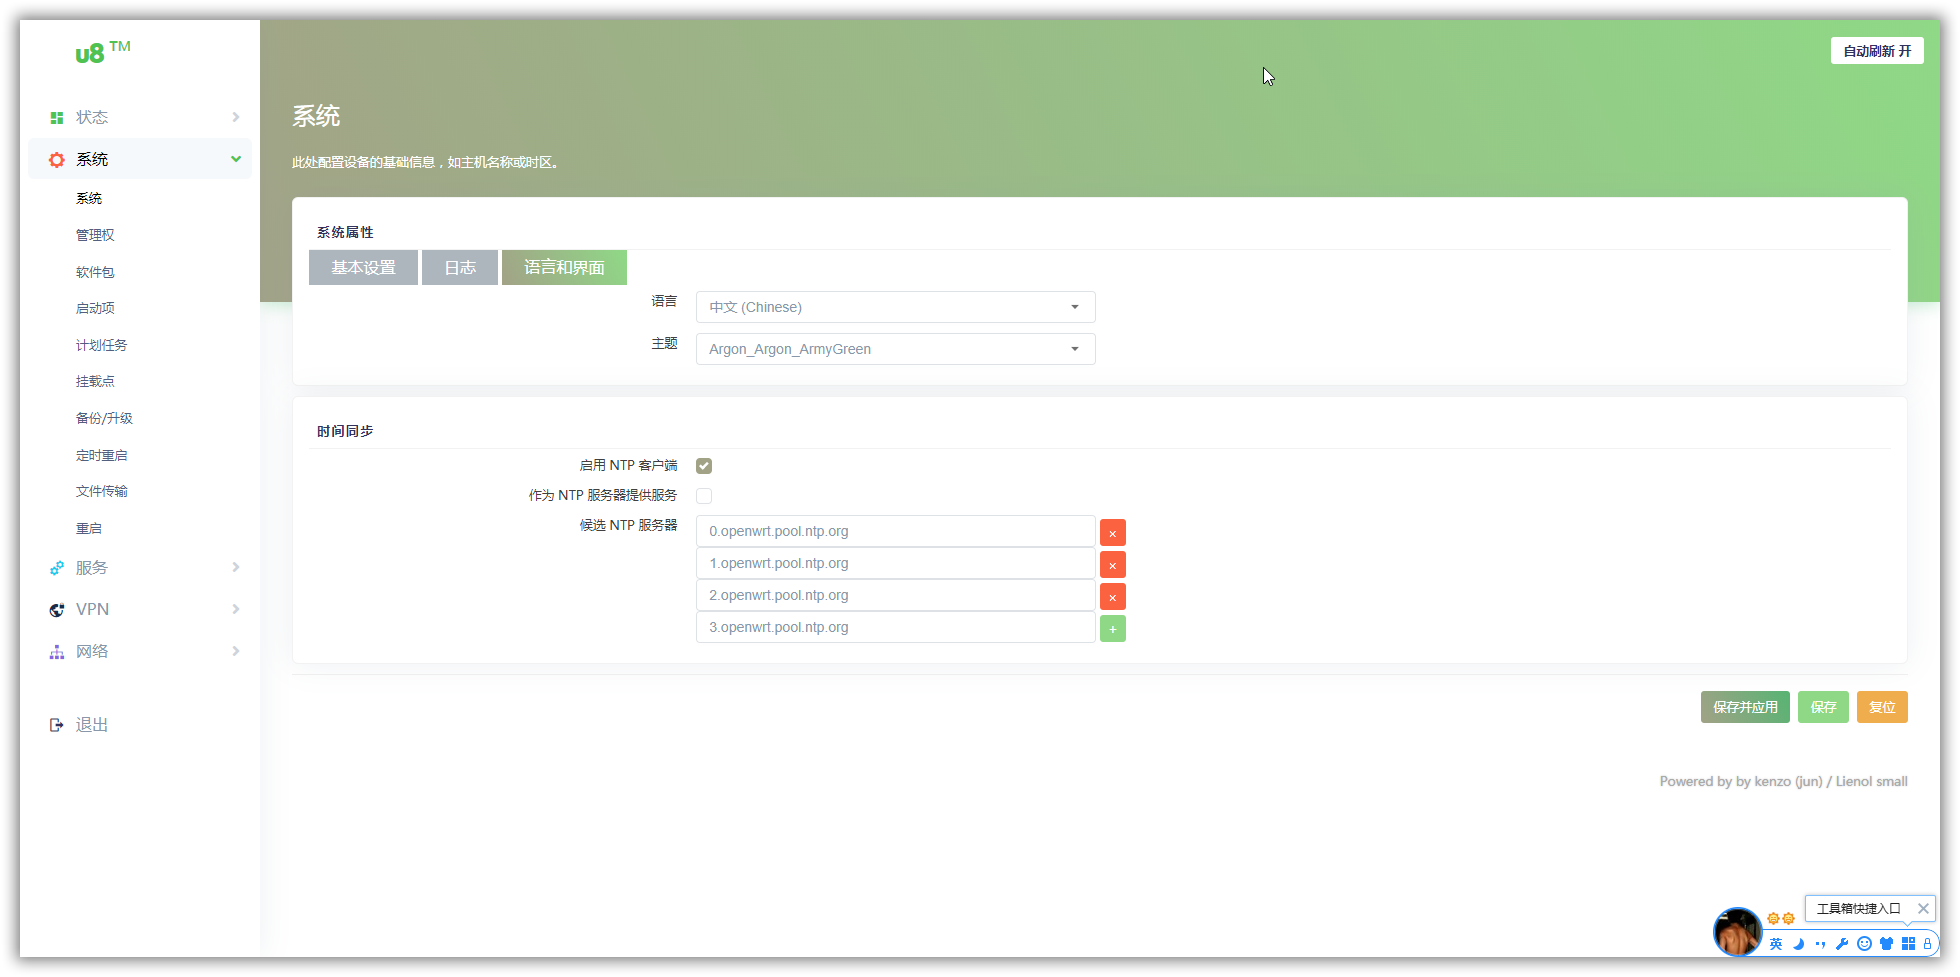 u8 TM
状态
系统
系统
管理权
软件包
启动项
计划任务
挂载点
备份/升级
定时重启
文件传输
重启
服务
VPN
网络
退出
自动刷新 开
系统
此处配置设备的基础信息，如主机名称或时区。
系统属性
基本设置 日志 语言和界面
语言 中文 (Chinese)
主题 Argon_Argon_ArmyGreen
时间同步
启用 NTP 客户端
作为 NTP 服务器提供服务
候选 NTP 服务器 0.openwrt.pool.ntp.org ×
1.openwrt.pool.ntp.org ×
2.openwrt.pool.ntp.org ×
3.openwrt.pool.ntp.org +
保存并应用 保存 复位
Powered by by kenzo (jun) / Lienol small
工具箱快捷入口
英